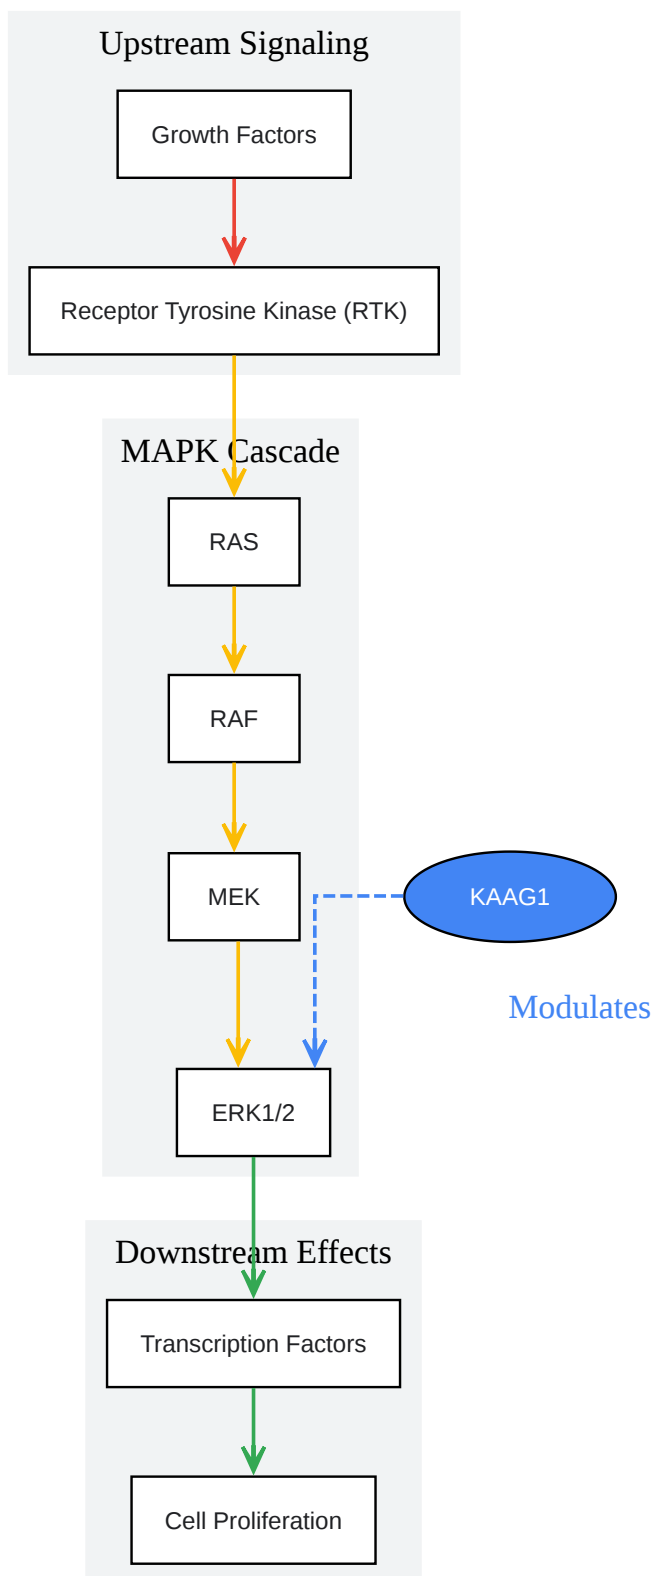 Upstream Signaling
Growth Factors
Receptor Tyrosine Kinase (RTK)
MAPK Cascade
RAS
RAF
MEK
KAAG1
Modulates
ERK1/2
Downstream Effects
Transcription Factors
Cell Proliferation